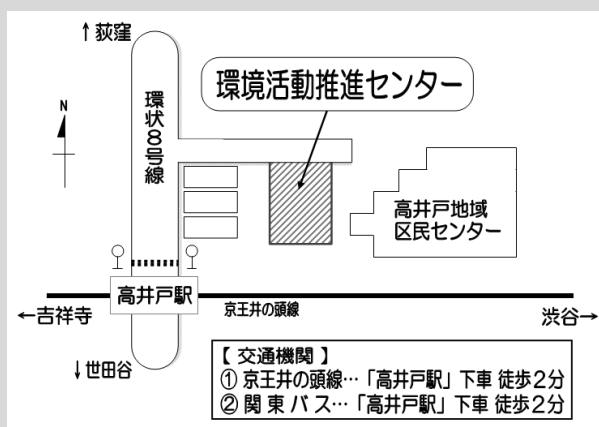 ↑荻窪
環状8号線
N
環境活動推進センター
高井戸地域
区民センター
高井戸駅
京王井の頭線
←吉祥寺
渋谷→
↓世田谷
【 交通機関 】
① 京王井の頭線…「高井戸駅」下車 徒歩2分
② 関 東 バ ス…「高井戸駅」下車 徒歩2分